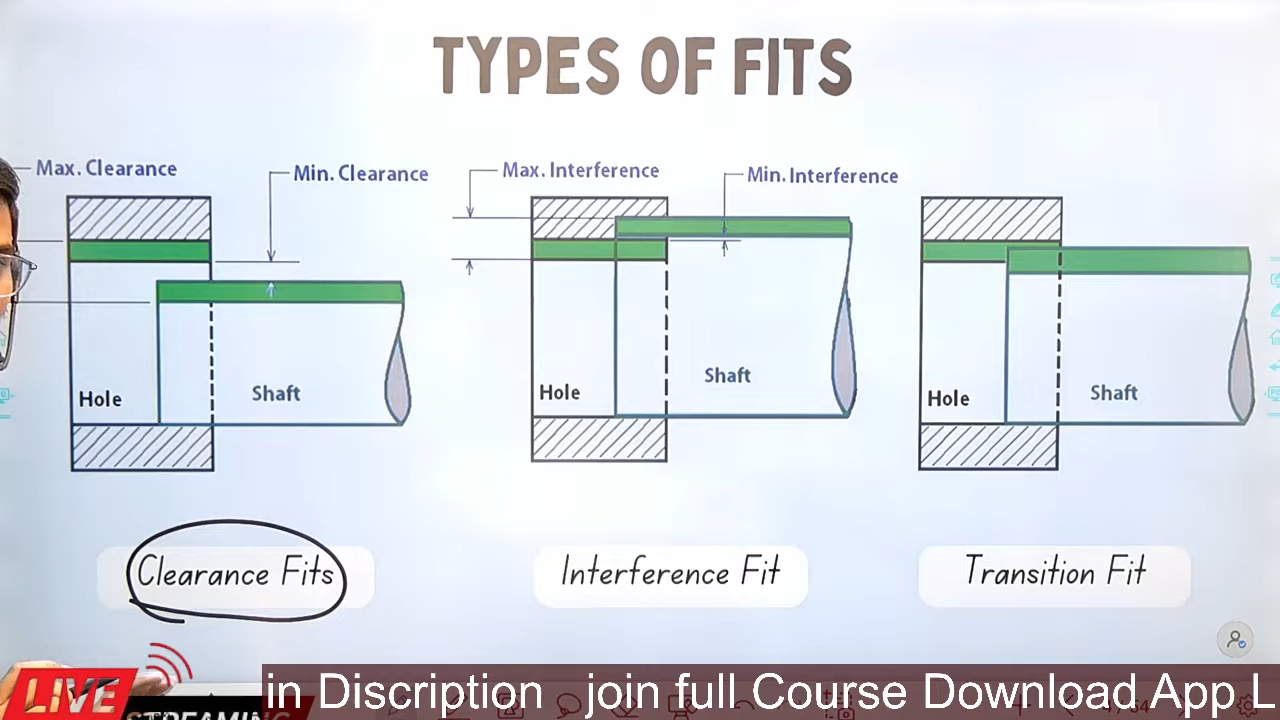 TYPES OF FITS
Max. Clearance
Min. Clearance
Max. Interference
Min. Interference
Hole
Shaft
Hole
Shaft
Hole
Shaft
Clearance Fits
Interference Fit
Transition Fit
LIVE
STREAMING
in Discription join full Course Download App L